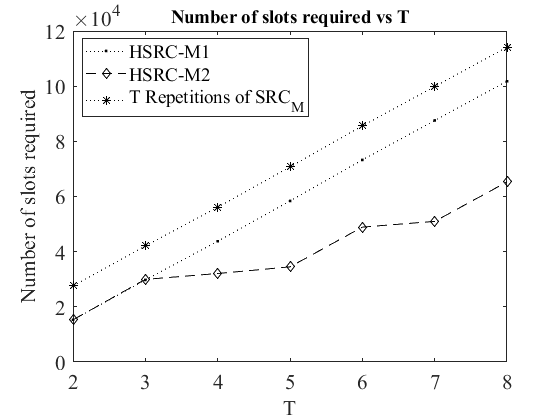 Number of slots required vs T
×10^4
HSRC-M1
HSRC-M2
T Repetitions of SRC_M
Number of slots required
12
10
8
6
4
2
0
2 3 4 5 6 7 8
T